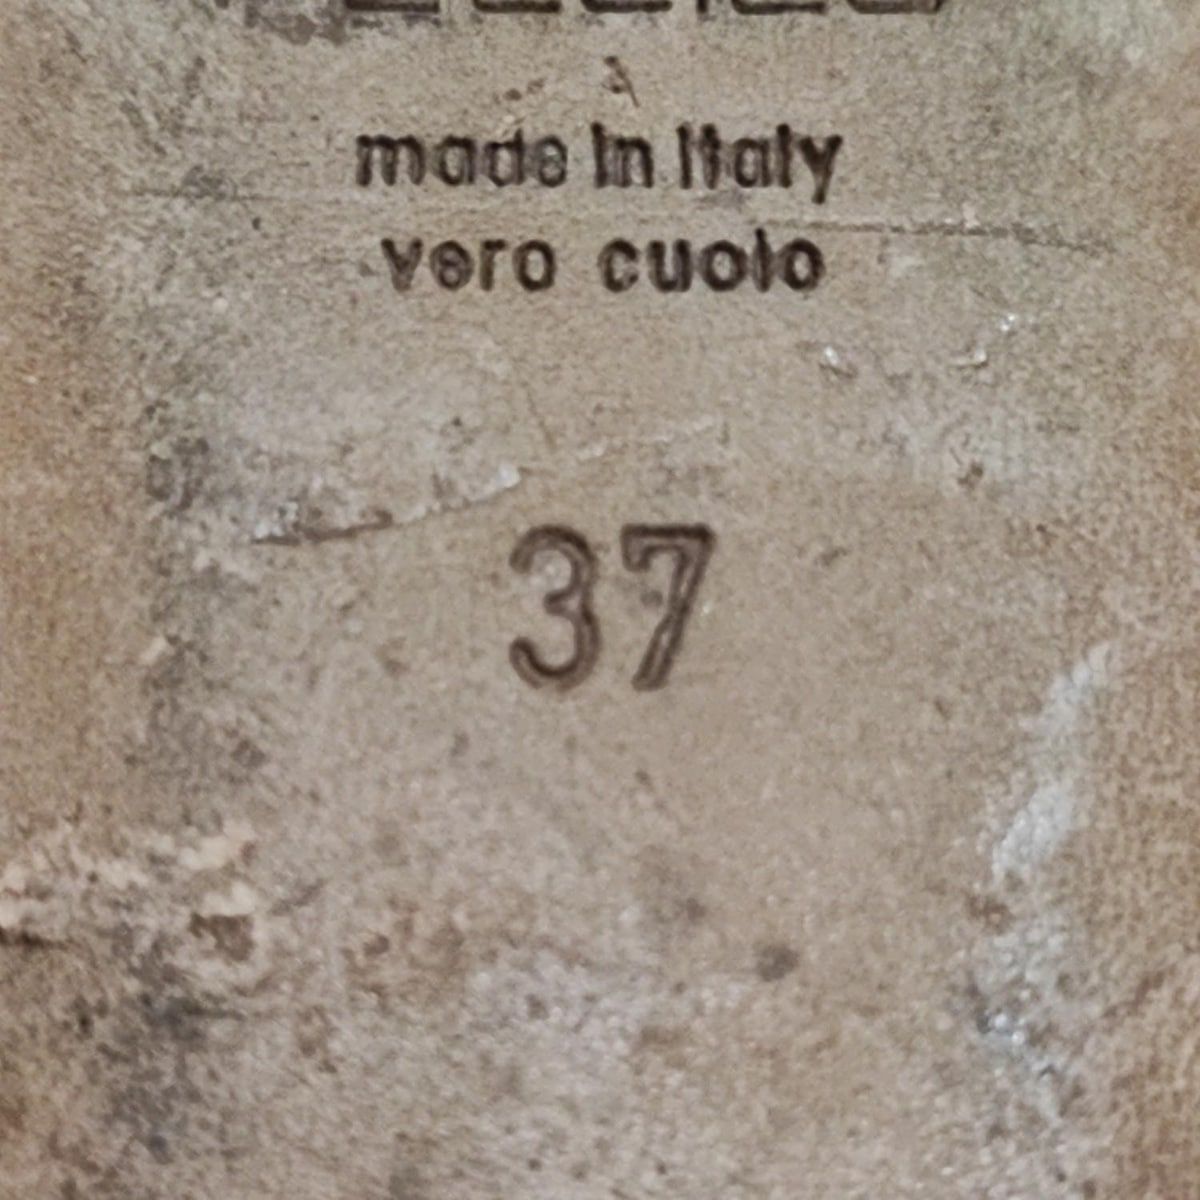 made in Italy
vero cuoio
37